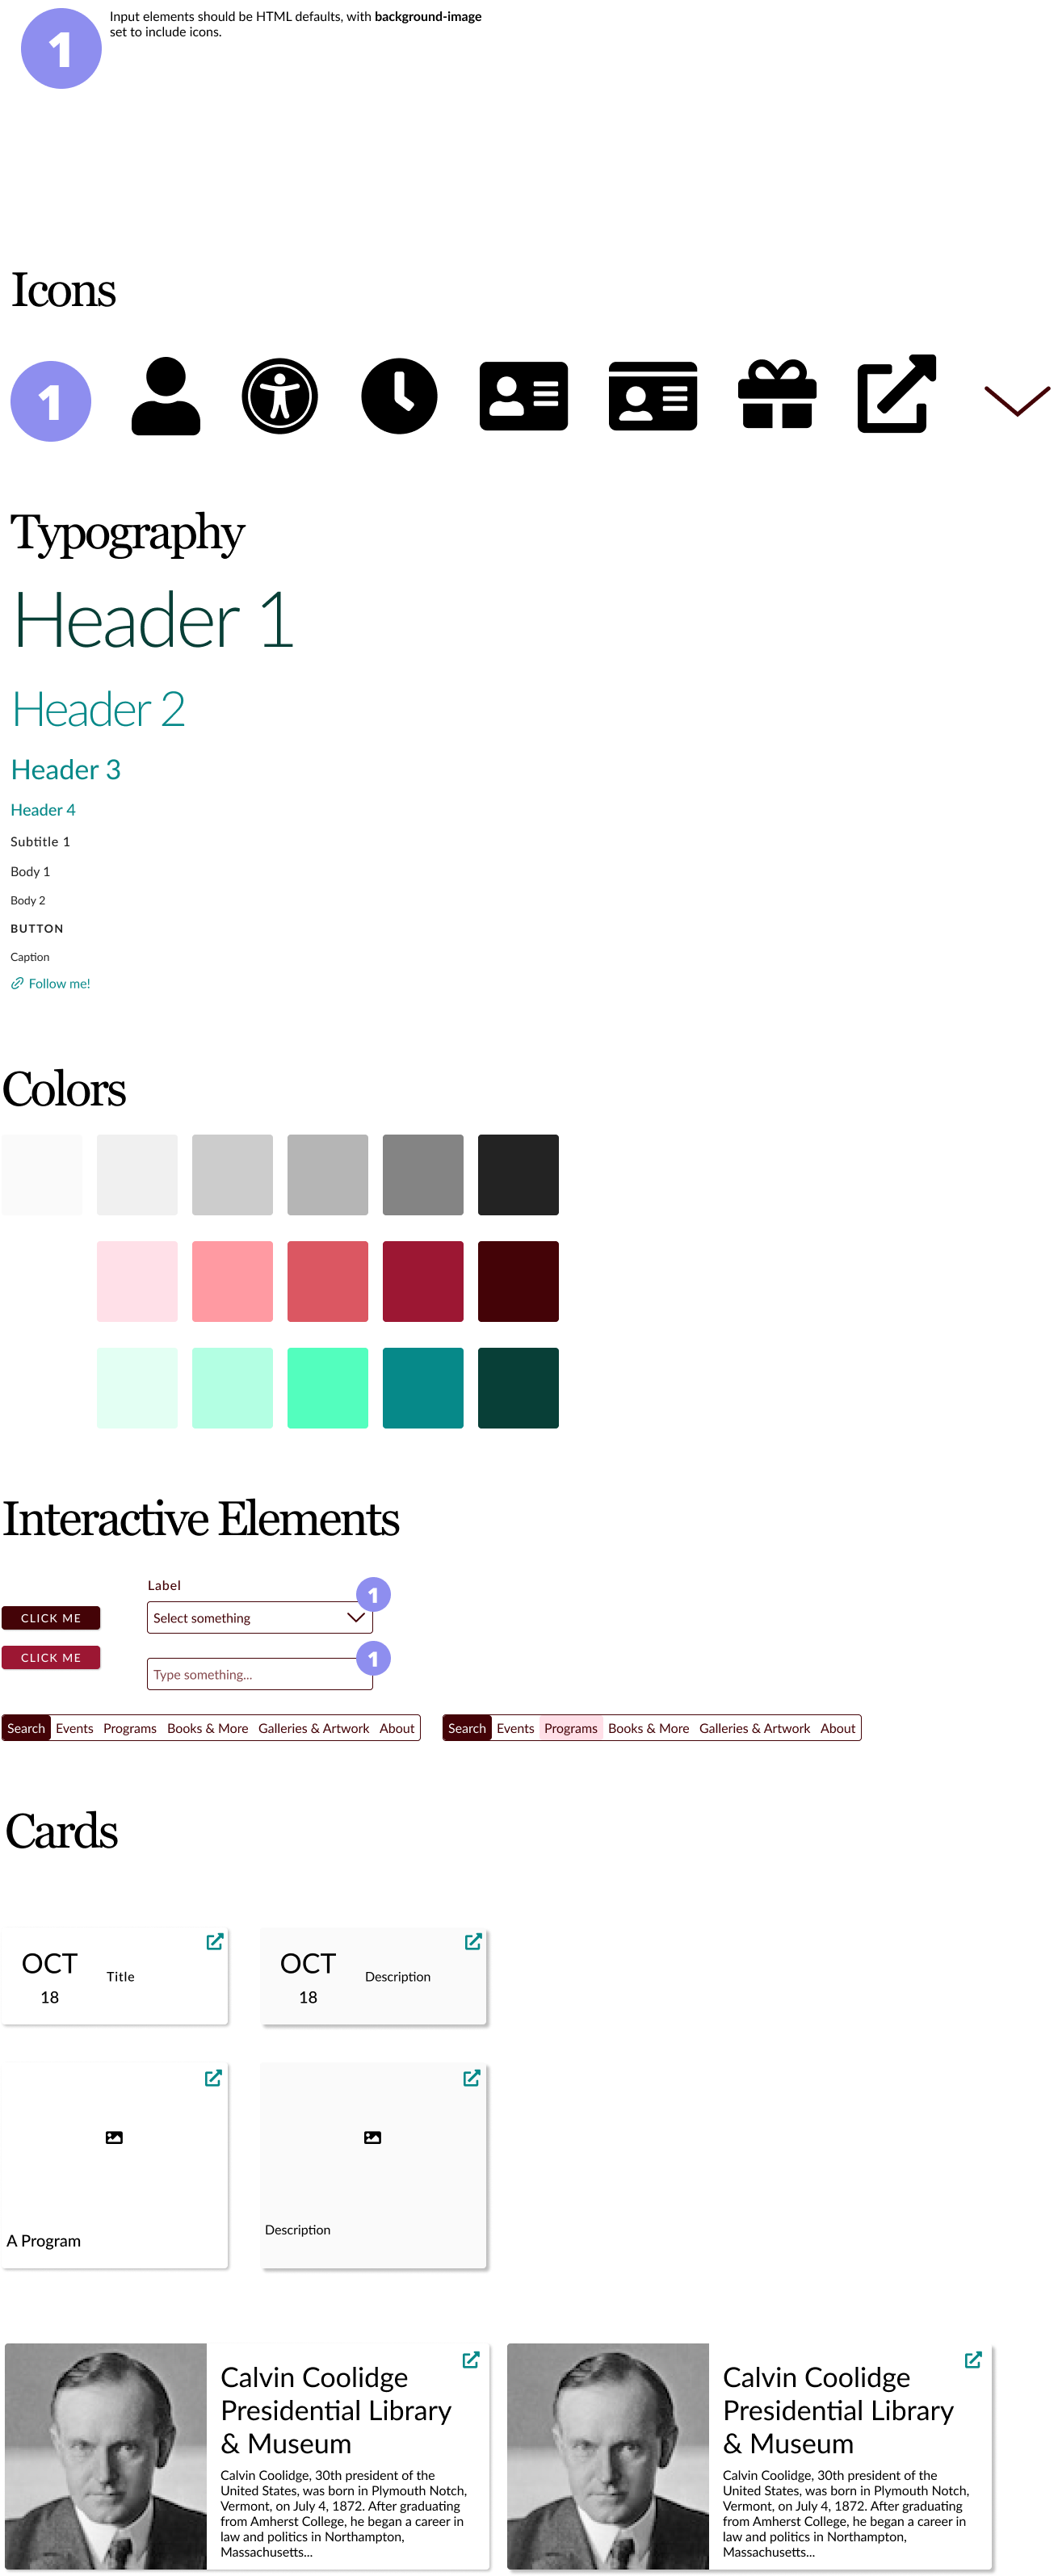 1
Input elements should be HTML defaults, with background-image
set to include icons.
Icons
1
Typography
Header 1
Header 2
Header 3
Header 4
Subtitle 1
Body 1
Body 2
BUTTON
Caption
Follow me!
Colors
Interactive Elements
Label
1
CLICK ME
Select something
CLICK ME
1
Type something...
Search Events Programs Books & More Galleries & Artwork About
Search Events Programs Books & More Galleries & Artwork About
Cards
OCT
18
Title
OCT
18
Description
A Program
Description
Calvin Coolidge
Presidential Library
& Museum
Calvin Coolidge, 30th president of the
United States, was born in Plymouth Notch,
Vermont, on July 4, 1872. After graduating
from Amherst College, he began a career in
law and politics in Northampton,
Massachusetts...
Calvin Coolidge
Presidential Library
& Museum
Calvin Coolidge, 30th president of the
United States, was born in Plymouth Notch,
Vermont, on July 4, 1872. After graduating
from Amherst College, he began a career in
law and politics in Northampton,
Massachusetts...